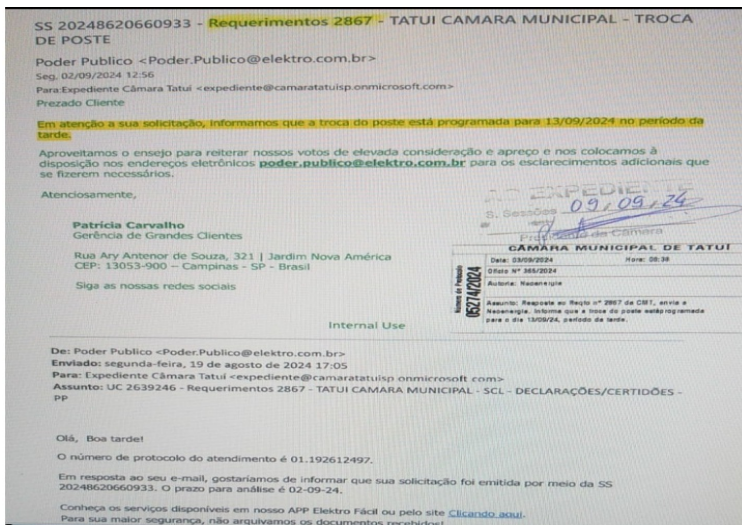 SS 20248620660933 - Requerimentos 2867 - TATUI CAMARA MUNICIPAL - TROCA
DE POSTE
Poder Publico <Poder.Publico@elektro.com.br>
Seg, 02/09/2024 12:56
Para:Expediente Câmara Tatui <expediente@camaratatuisp.onmicrosoft.com>
Prezado Cliente
Em atenção a sua solicitação, informamos que a troca do poste está programada para 13/09/2024 no período da
tarde.
Aproveitamos o ensejo para reiterar nossos votos de elevada consideração e apreço e nos colocamos à
disposição nos endereços eletrônicos poder.publico@elektro.com.br para os esclarecimentos adicionais que
se fizerem necessários.
Atenciosamente,
AO EXPEDIENTE
S. Sessões 09/09/24
Presidente da Câmara
Patrícia Carvalho
Gerência de Grandes Clientes
Rua Ary Antenor de Souza, 321 | Jardim Nova América
CEP: 13053-900 – Campinas - SP - Brasil
Siga as nossas redes sociais
CÂMARA MUNICIPAL DE TATUÍ
Número de Protocolo
05274/2024
Data: 03/09/2024 Hora: 08:38
Ofício Nº 365/2024
Autoria: Neoenergia
Assunto: Resposta ao Reqto nº 2867 da CMT, envia a
Neoenergia. Informa que a troca do poste está programada
para o dia 13/09/24, período da tarde.
Internal Use
De: Poder Publico <Poder.Publico@elektro.com.br>
Enviado: segunda-feira, 19 de agosto de 2024 17:05
Para: Expediente Câmara Tatui <expediente@camaratatuisp.onmicrosoft.com>
Assunto: UC 2639246 - Requerimentos 2867 - TATUI CAMARA MUNICIPAL - SCL - DECLARAÇÕES/CERTIDÕES -
PP
Olá, Boa tarde!
O número de protocolo do atendimento é 01.192612497.
Em resposta ao seu e-mail, gostaríamos de informar que sua solicitação foi emitida por meio da SS
20248620660933. O prazo para análise é 02-09-24.
Conheça os serviços disponíveis em nosso APP Elektro Fácil ou pelo site Clicando aqui.
Para sua maior segurança, não arquivamos os documentos recebidos!